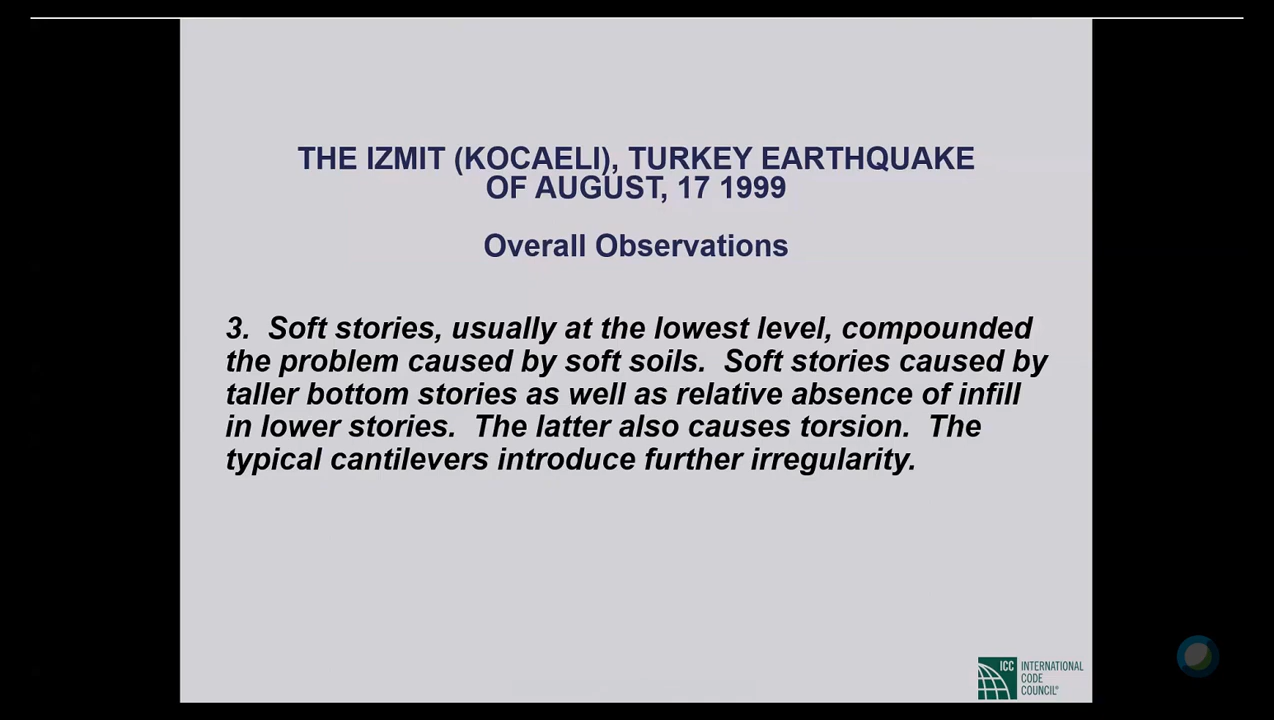 THE IZMIT (KOCAELI), TURKEY EARTHQUAKE
OF AUGUST, 17 1999
Overall Observations
3. Soft stories, usually at the lowest level, compounded
the problem caused by soft soils. Soft stories caused by
taller bottom stories as well as relative absence of infill
in lower stories. The latter also causes torsion. The
typical cantilevers introduce further irregularity.
ICC INTERNATIONAL
CODE
COUNCIL®